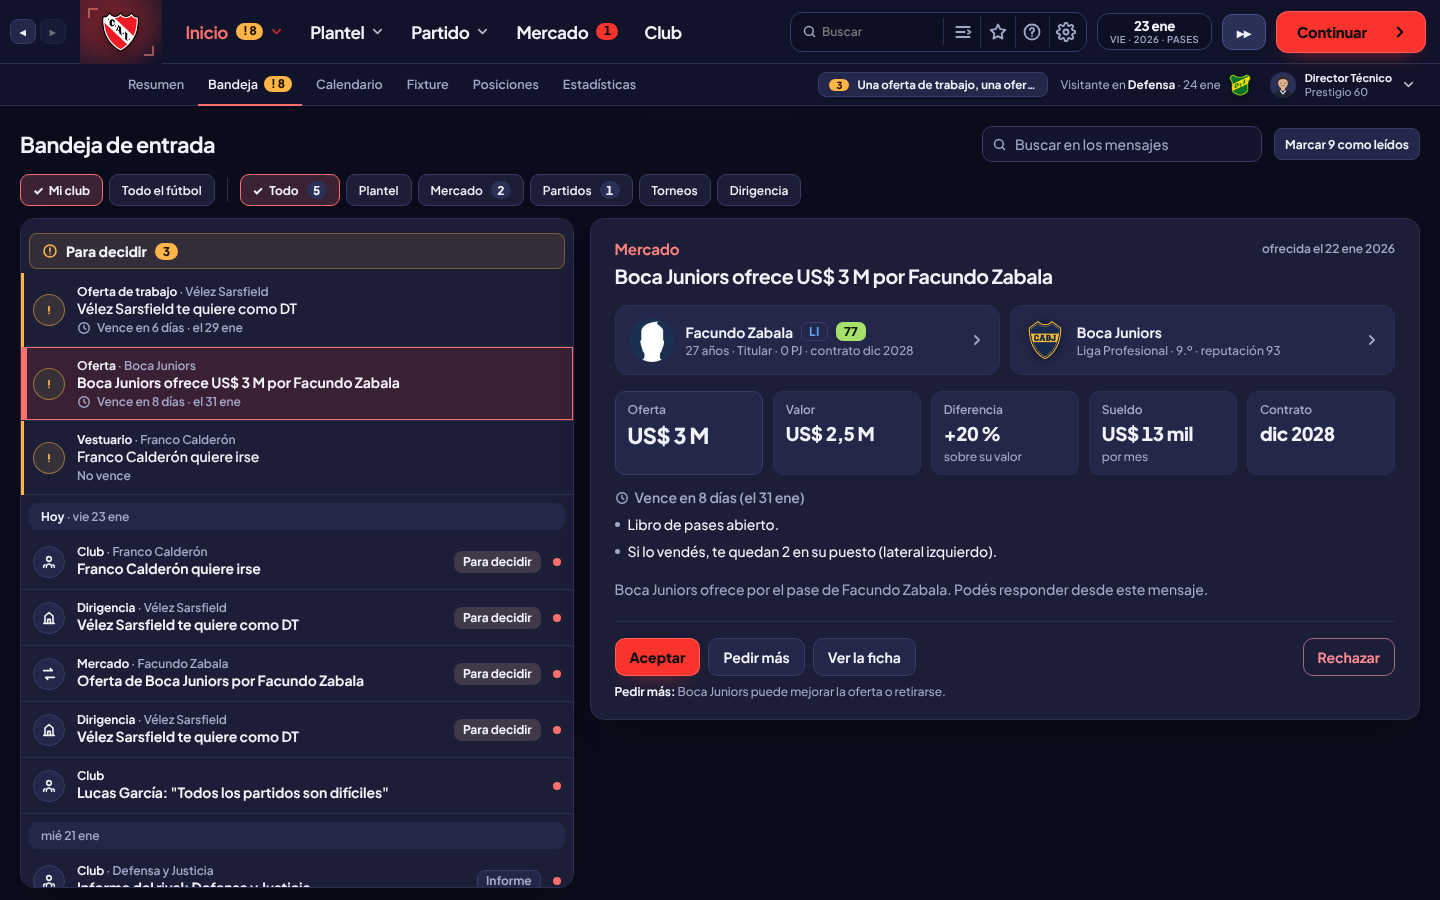 Inicio !8
Plantel
Partido
Mercado 1
Club
Buscar
23 ene
VIE · 2026 · PASES
Continuar
Resumen
Bandeja !8
Calendario
Fixture
Posiciones
Estadísticas
3 Una oferta de trabajo, una ofer...
Visitante en Defensa · 24 ene
Director Técnico
Prestigio 60
Bandeja de entrada
Buscar en los mensajes
Marcar 9 como leídos
Mi club
Todo el fútbol
Todo 5
Plantel
Mercado 2
Partidos 1
Torneos
Dirigencia
Para decidir 3
! Oferta de trabajo · Vélez Sarsfield
Vélez Sarsfield te quiere como DT
Vence en 6 días · el 29 ene
! Oferta · Boca Juniors
Boca Juniors ofrece US$ 3 M por Facundo Zabala
Vence en 8 días · el 31 ene
! Vestuario · Franco Calderón
Franco Calderón quiere irse
No vence
Hoy · vie 23 ene
Club · Franco Calderón
Franco Calderón quiere irse
Para decidir
Dirigencia · Vélez Sarsfield
Vélez Sarsfield te quiere como DT
Para decidir
Mercado · Facundo Zabala
Oferta de Boca Juniors por Facundo Zabala
Para decidir
Dirigencia · Vélez Sarsfield
Vélez Sarsfield te quiere como DT
Para decidir
Club
Lucas García: "Todos los partidos son difíciles"
mié 21 ene
Club · Defensa y Justicia
Informe del rival: Defensa y Justicia
Informe
Mercado
ofrecida el 22 ene 2026
Boca Juniors ofrece US$ 3 M por Facundo Zabala
Facundo Zabala LI 77
27 años · Titular · 0 PJ · contrato dic 2028
CABJ
Boca Juniors
Liga Profesional · 9.º · reputación 93
Oferta
US$ 3 M
Valor
US$ 2,5 M
Diferencia
+20 %
sobre su valor
Sueldo
US$ 13 mil
por mes
Contrato
dic 2028
Vence en 8 días (el 31 ene)
• Libro de pases abierto.
• Si lo vendés, te quedan 2 en su puesto (lateral izquierdo).
Boca Juniors ofrece por el pase de Facundo Zabala. Podés responder desde este mensaje.
Aceptar
Pedir más
Ver la ficha
Rechazar
Pedir más: Boca Juniors puede mejorar la oferta o retirarse.